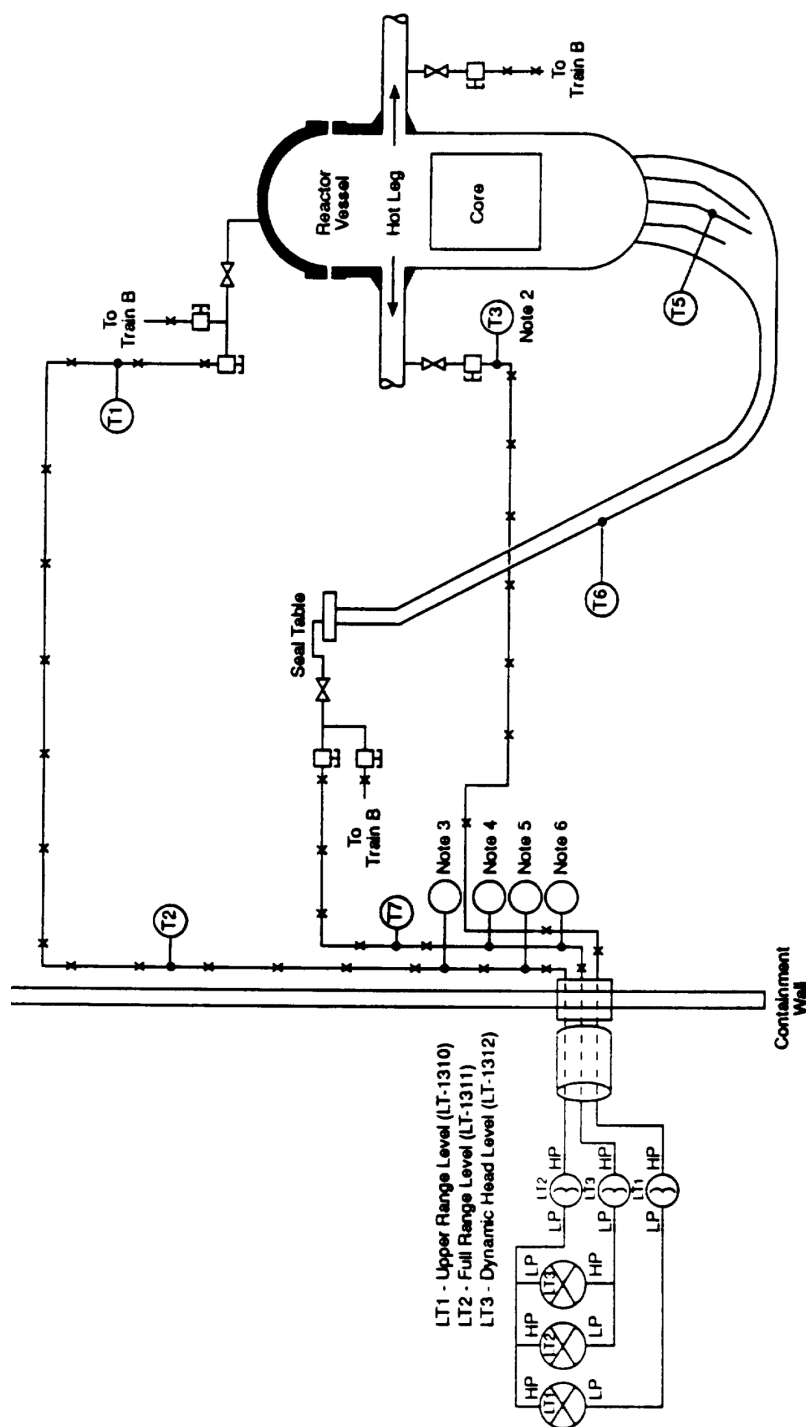 To
Train B
T1
T2
Reactor
Vessel
Hot Leg
Core
To
Train B
T3
Note 2
T5
T6
Seal Table
To
Train B
T7
Note 3
Note 4
Note 5
Note 6
Containment
Wall
LT1 - Upper Range Level (LT-1310)
LT2 - Full Range Level (LT-1311)
LT3 - Dynamic Head Level (LT-1312)
LT2
LT3
LT1
HP
HP
HP
LP
LP
LP
LP
LT3
HP
HP
LT2
LP
HP
LT1
LP